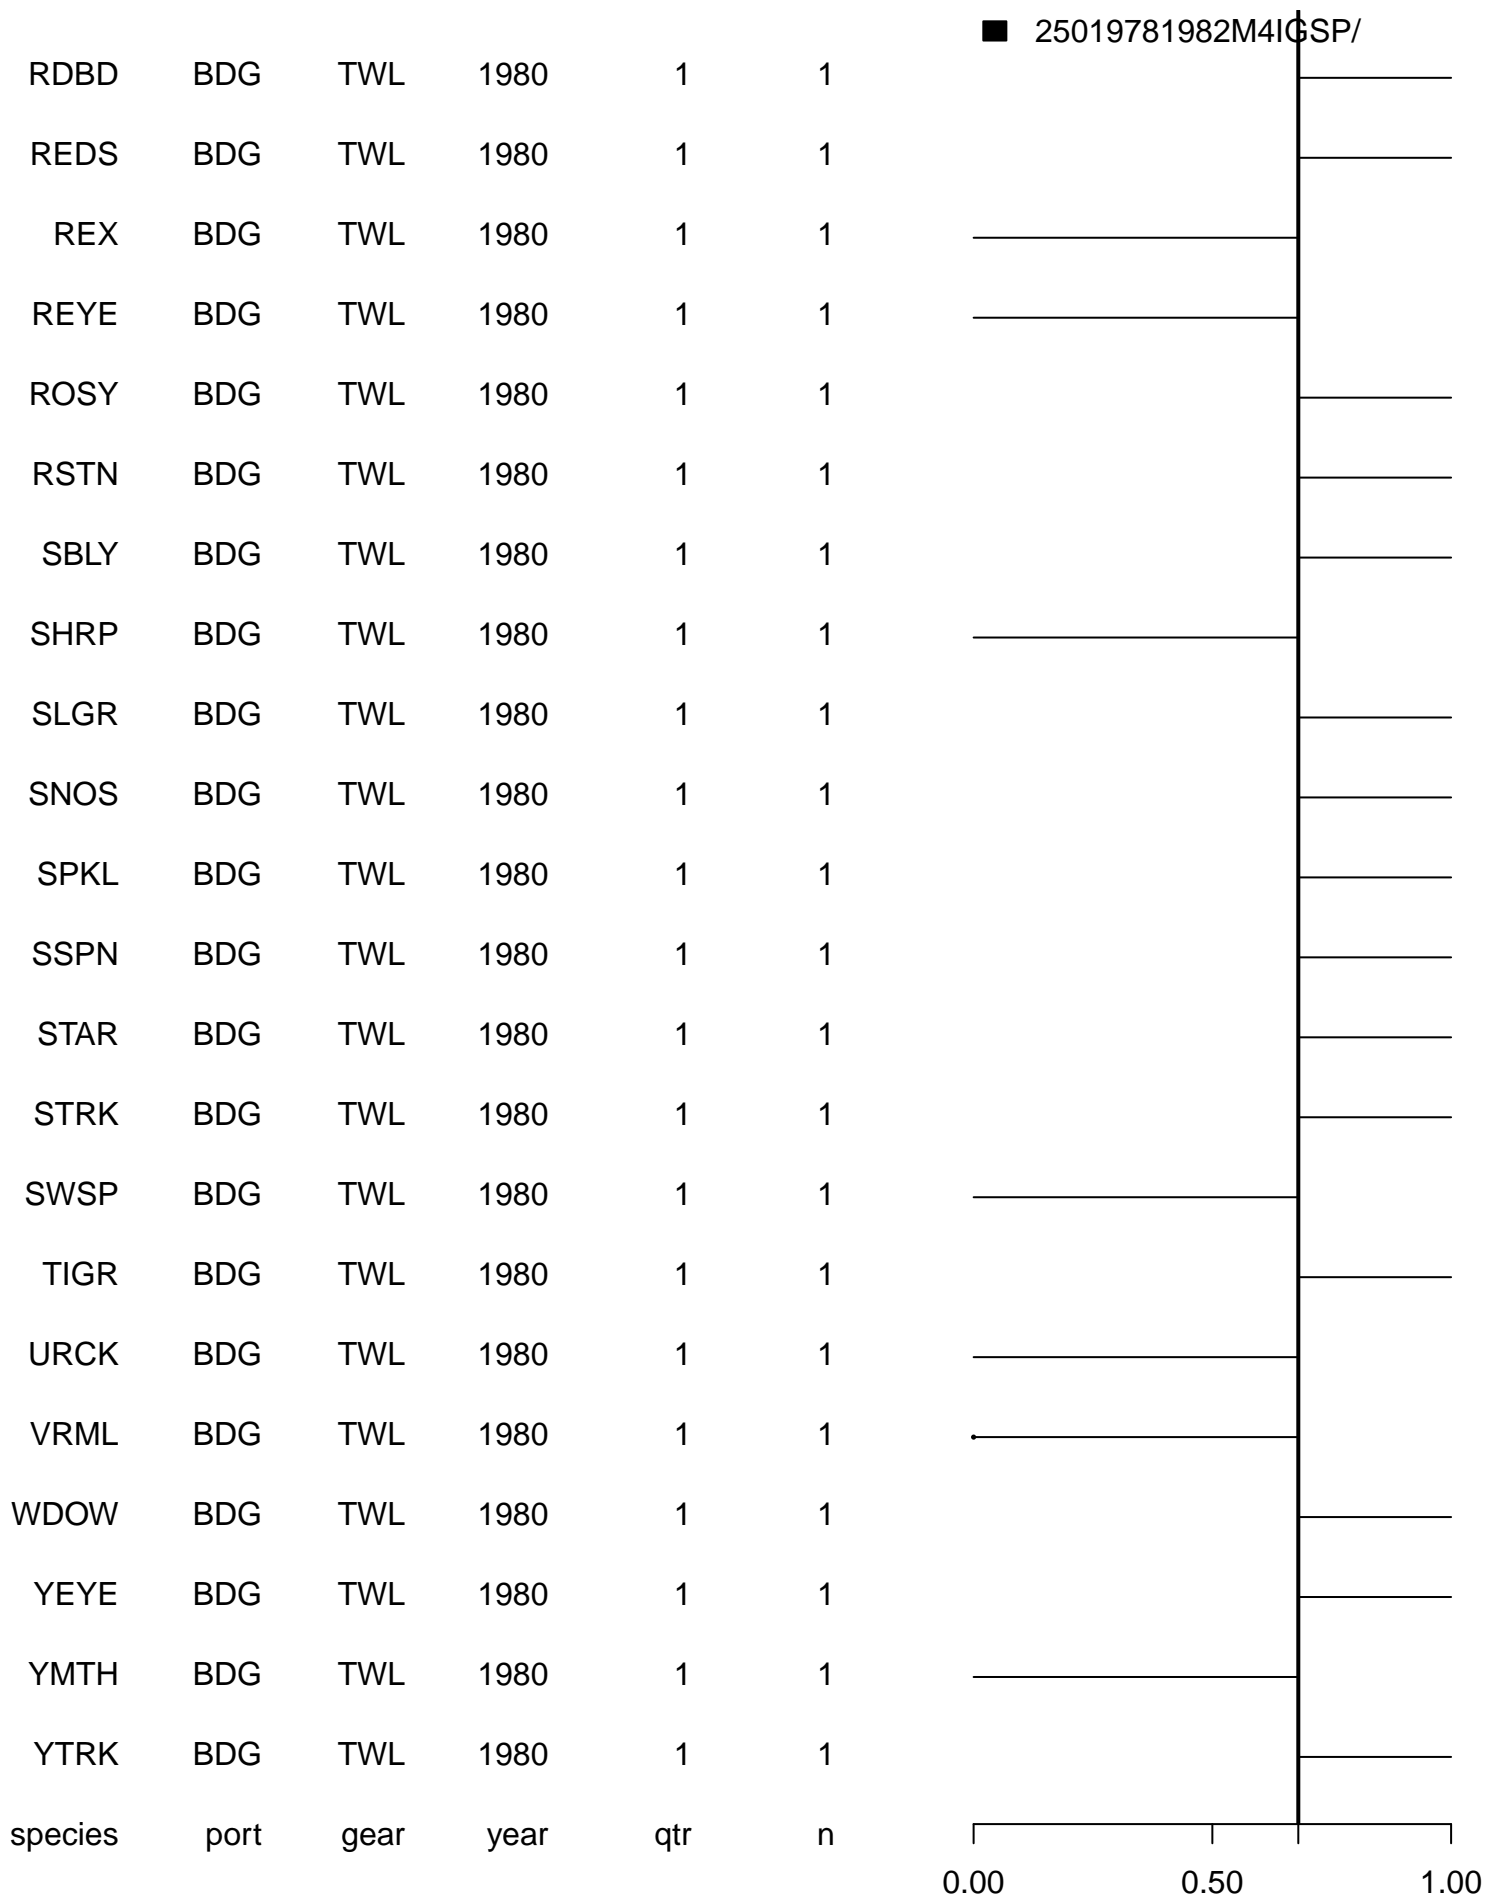 25019781982M4IGSP/
RDBD BDG TWL 1980 1 1
REDS BDG TWL 1980 1 1
REX BDG TWL 1980 1 1
REYE BDG TWL 1980 1 1
ROSY BDG TWL 1980 1 1
RSTN BDG TWL 1980 1 1
SBLY BDG TWL 1980 1 1
SHRP BDG TWL 1980 1 1
SLGR BDG TWL 1980 1 1
SNOS BDG TWL 1980 1 1
SPKL BDG TWL 1980 1 1
SSPN BDG TWL 1980 1 1
STAR BDG TWL 1980 1 1
STRK BDG TWL 1980 1 1
SWSP BDG TWL 1980 1 1
TIGR BDG TWL 1980 1 1
URCK BDG TWL 1980 1 1
VRML BDG TWL 1980 1 1
WDOW BDG TWL 1980 1 1
YEYE BDG TWL 1980 1 1
YMTH BDG TWL 1980 1 1
YTRK BDG TWL 1980 1 1
species port gear year qtr n
0.00 0.50 1.00